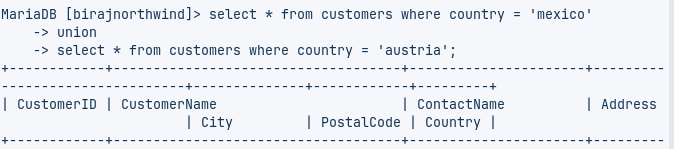 MariaDB [birajnorthwind]> select * from customers where country = 'mexico'
    -> union
    -> select * from customers where country = 'austria';
+------------+------------------------------------+----------------------+---------
-----------------------+--------------+------------+---------+
| CustomerID | CustomerName                       | ContactName          | Address
                       | City         | PostalCode | Country |
+------------+------------------------------------+----------------------+---------